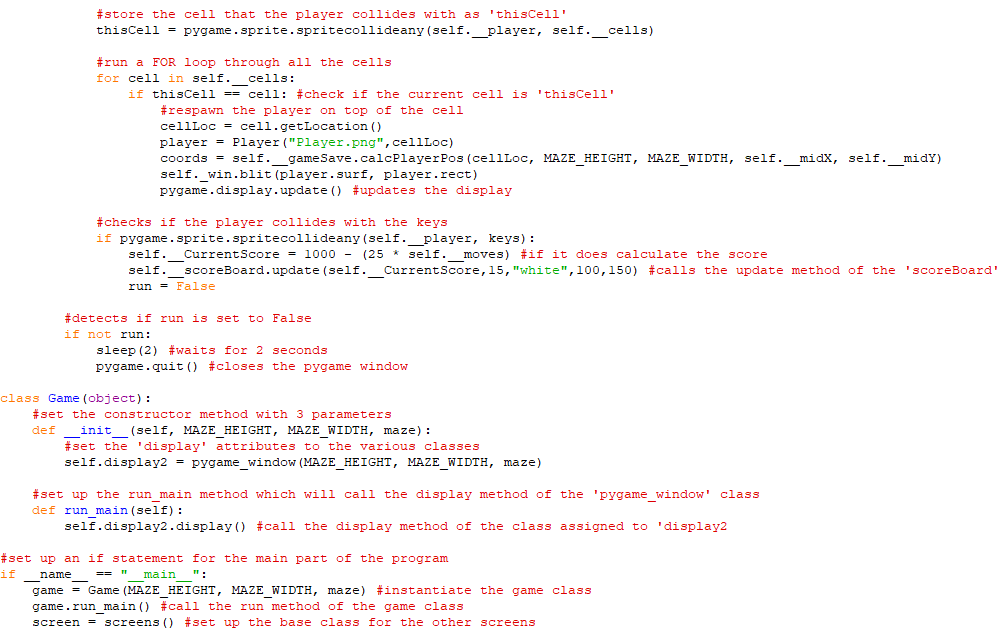 #store the cell that the player collides with as 'thisCell'
thisCell = pygame.sprite.spritecollideany(self.__player, self.__cells)
#run a FOR loop through all the cells
for cell in self.__cells:
if thisCell == cell: #check if the current cell is 'thisCell'
#respawn the player on top of the cell
cellLoc = cell.getLocation()
player = Player("Player.png",cellLoc)
coords = self.__gameSave.calcPlayerPos(cellLoc, MAZE_HEIGHT, MAZE_WIDTH, self.__midX, self.__midY)
self._win.blit(player.surf, player.rect)
pygame.display.update() #updates the display
#checks if the player collides with the keys
if pygame.sprite.spritecollideany(self.__player, keys):
self.__CurrentScore = 1000 - (25 * self.__moves) #if it does calculate the score
self.__scoreBoard.update(self.__CurrentScore,15,"white",100,150) #calls the update method of the 'scoreBoard'
run = False
#detects if run is set to False
if not run:
sleep(2) #waits for 2 seconds
pygame.quit() #closes the pygame window
class Game(object):
#set the constructor method with 3 parameters
def __init__(self, MAZE_HEIGHT, MAZE_WIDTH, maze):
#set the 'display' attributes to the various classes
self.display2 = pygame_window(MAZE_HEIGHT, MAZE_WIDTH, maze)
#set up the run_main method which will call the display method of the 'pygame_window' class
def run_main(self):
self.display2.display() #call the display method of the class assigned to 'display2
#set up an if statement for the main part of the program
if __name__ == "__main__":
game = Game(MAZE_HEIGHT, MAZE_WIDTH, maze) #instantiate the game class
game.run_main() #call the run method of the game class
screen = screens() #set up the base class for the other screens